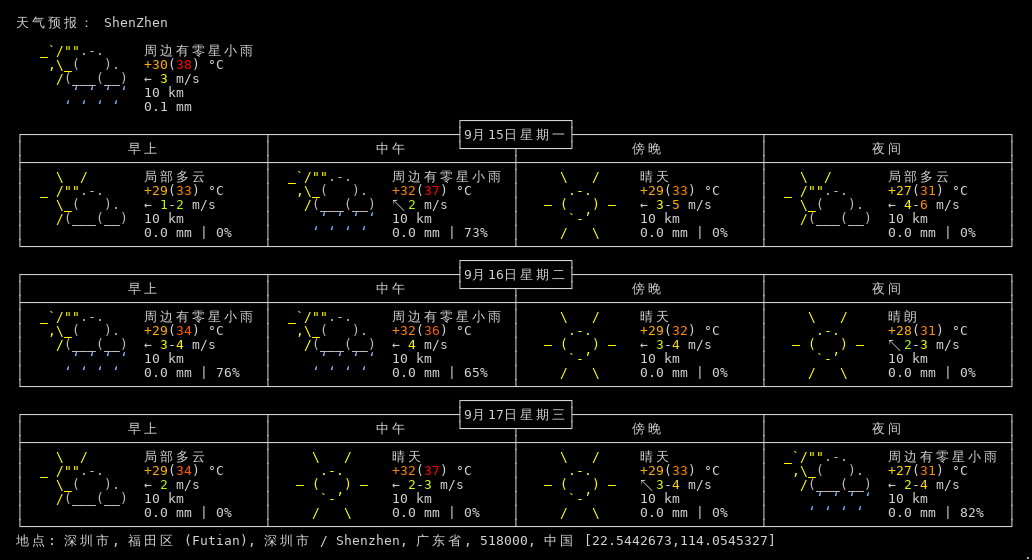 天气预报： ShenZhen
周边有零星小雨
+30(38) °C
← 3 m/s
10 km
0.1 mm
9月15日星期一
早上 中午 傍晚 夜间
局部多云 周边有零星小雨 晴天 局部多云
+29(33) °C +32(37) °C +29(33) °C +27(31) °C
← 1-2 m/s ↖ 2 m/s ← 3-5 m/s ← 4-6 m/s
10 km 10 km 10 km 10 km
0.0 mm | 0% 0.0 mm | 73% 0.0 mm | 0% 0.0 mm | 0%
9月16日星期二
早上 中午 傍晚 夜间
周边有零星小雨 周边有零星小雨 晴天 晴朗
+29(34) °C +32(36) °C +29(32) °C +28(31) °C
← 3-4 m/s ← 4 m/s ← 3-4 m/s ↖ 2-3 m/s
10 km 10 km 10 km 10 km
0.0 mm | 76% 0.0 mm | 65% 0.0 mm | 0% 0.0 mm | 0%
9月17日星期三
早上 中午 傍晚 夜间
局部多云 晴天 晴天 周边有零星小雨
+29(34) °C +32(37) °C +29(33) °C +27(31) °C
← 2 m/s ← 2-3 m/s ↖ 3-4 m/s ← 2-4 m/s
10 km 10 km 10 km 10 km
0.0 mm | 0% 0.0 mm | 0% 0.0 mm | 0% 0.0 mm | 82%
地点: 深圳市, 福田区 (Futian), 深圳市 / Shenzhen, 广东省, 518000, 中国 [22.5442673,114.0545327]